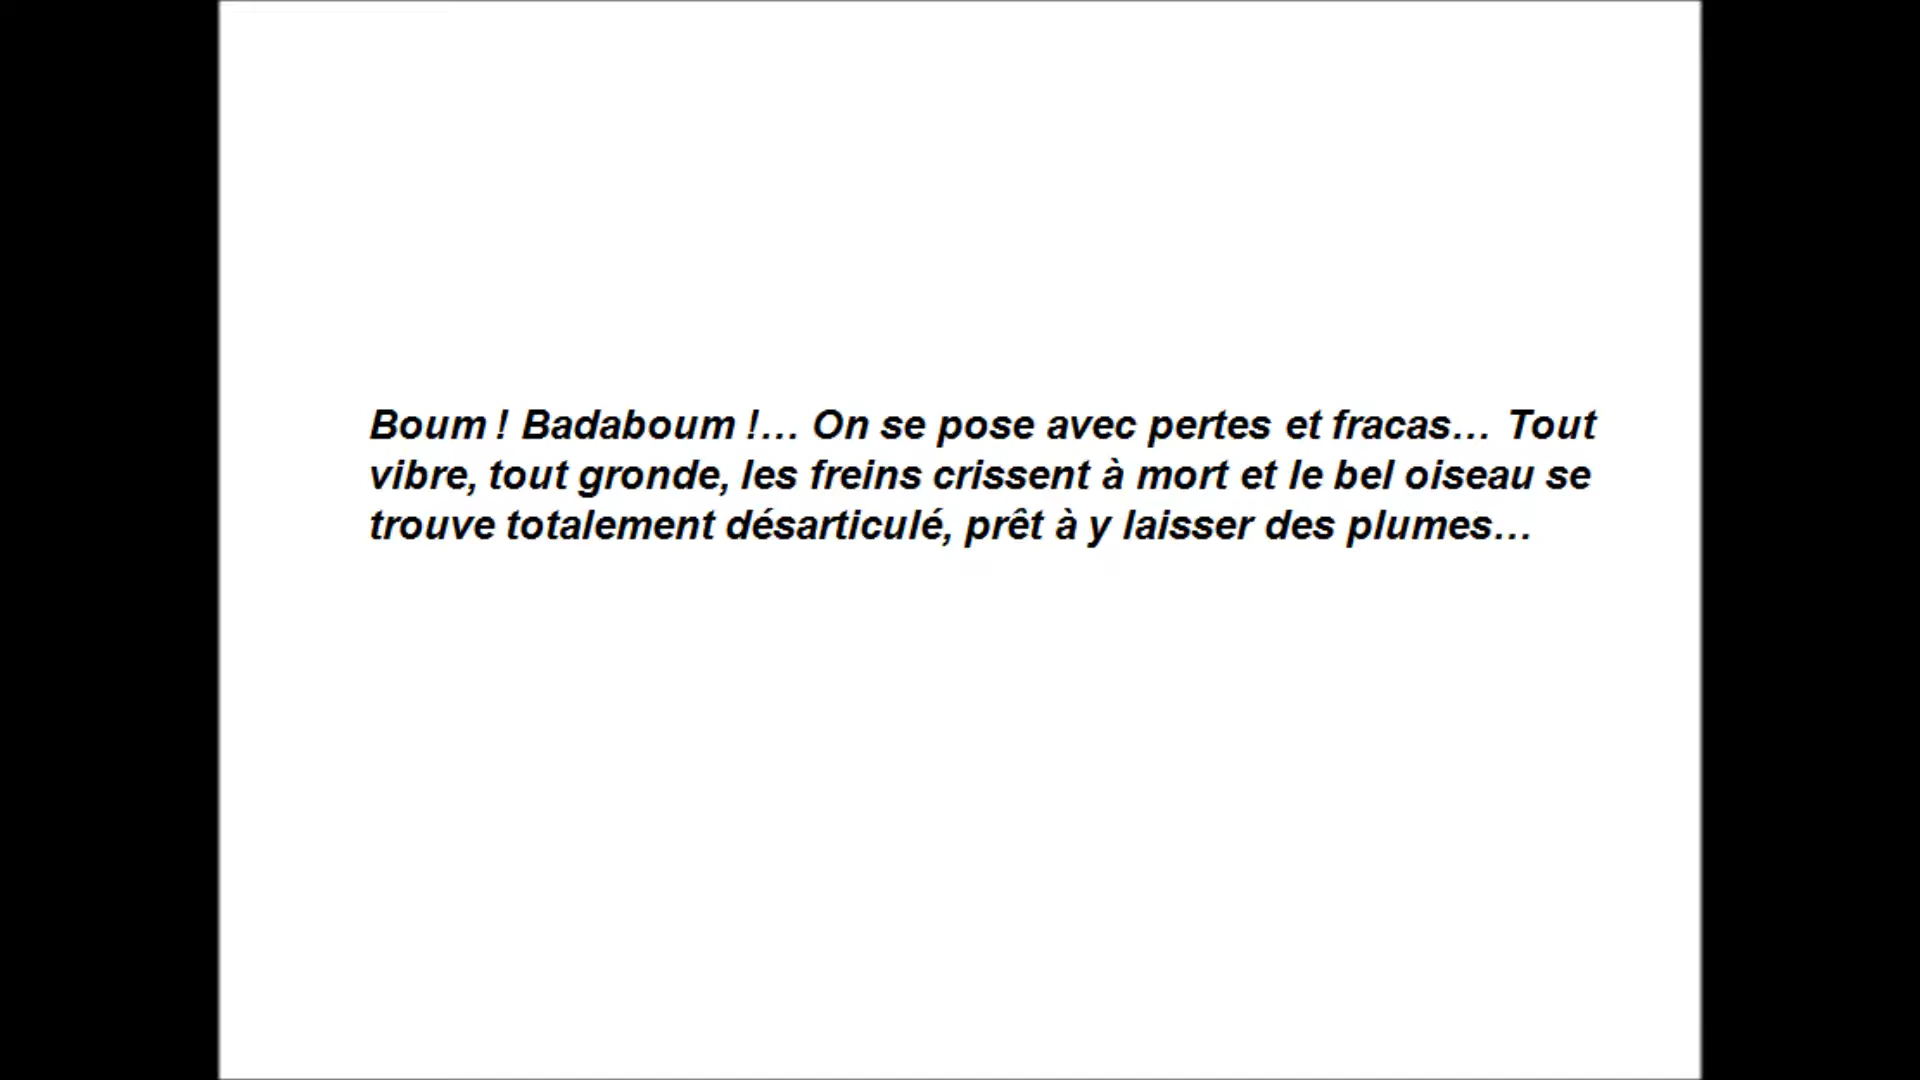 Boum ! Badaboum !… On se pose avec pertes et fracas… Tout
vibre, tout gronde, les freins crissent à mort et le bel oiseau se
trouve totalement désarticulé, prêt à y laisser des plumes…